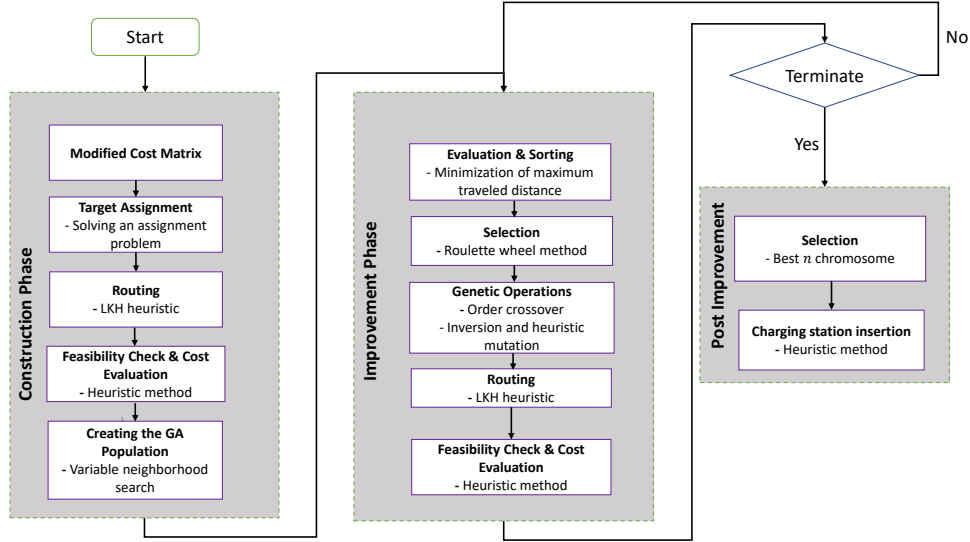 Start
Construction Phase
Modified Cost Matrix
Target Assignment
- Solving an assignment
problem
Routing
- LKH heuristic
Feasibility Check & Cost
Evaluation
- Heuristic method
Creating the GA
Population
- Variable neighborhood
search
Improvement Phase
Evaluation & Sorting
- Minimization of maximum
traveled distance
Selection
- Roulette wheel method
Genetic Operations
- Order crossover
- Inversion and heuristic
mutation
Routing
- LKH heuristic
Feasibility Check & Cost
Evaluation
- Heuristic method
Terminate
No
Yes
Post Improvement
Selection
- Best n chromosome
Charging station insertion
- Heuristic method